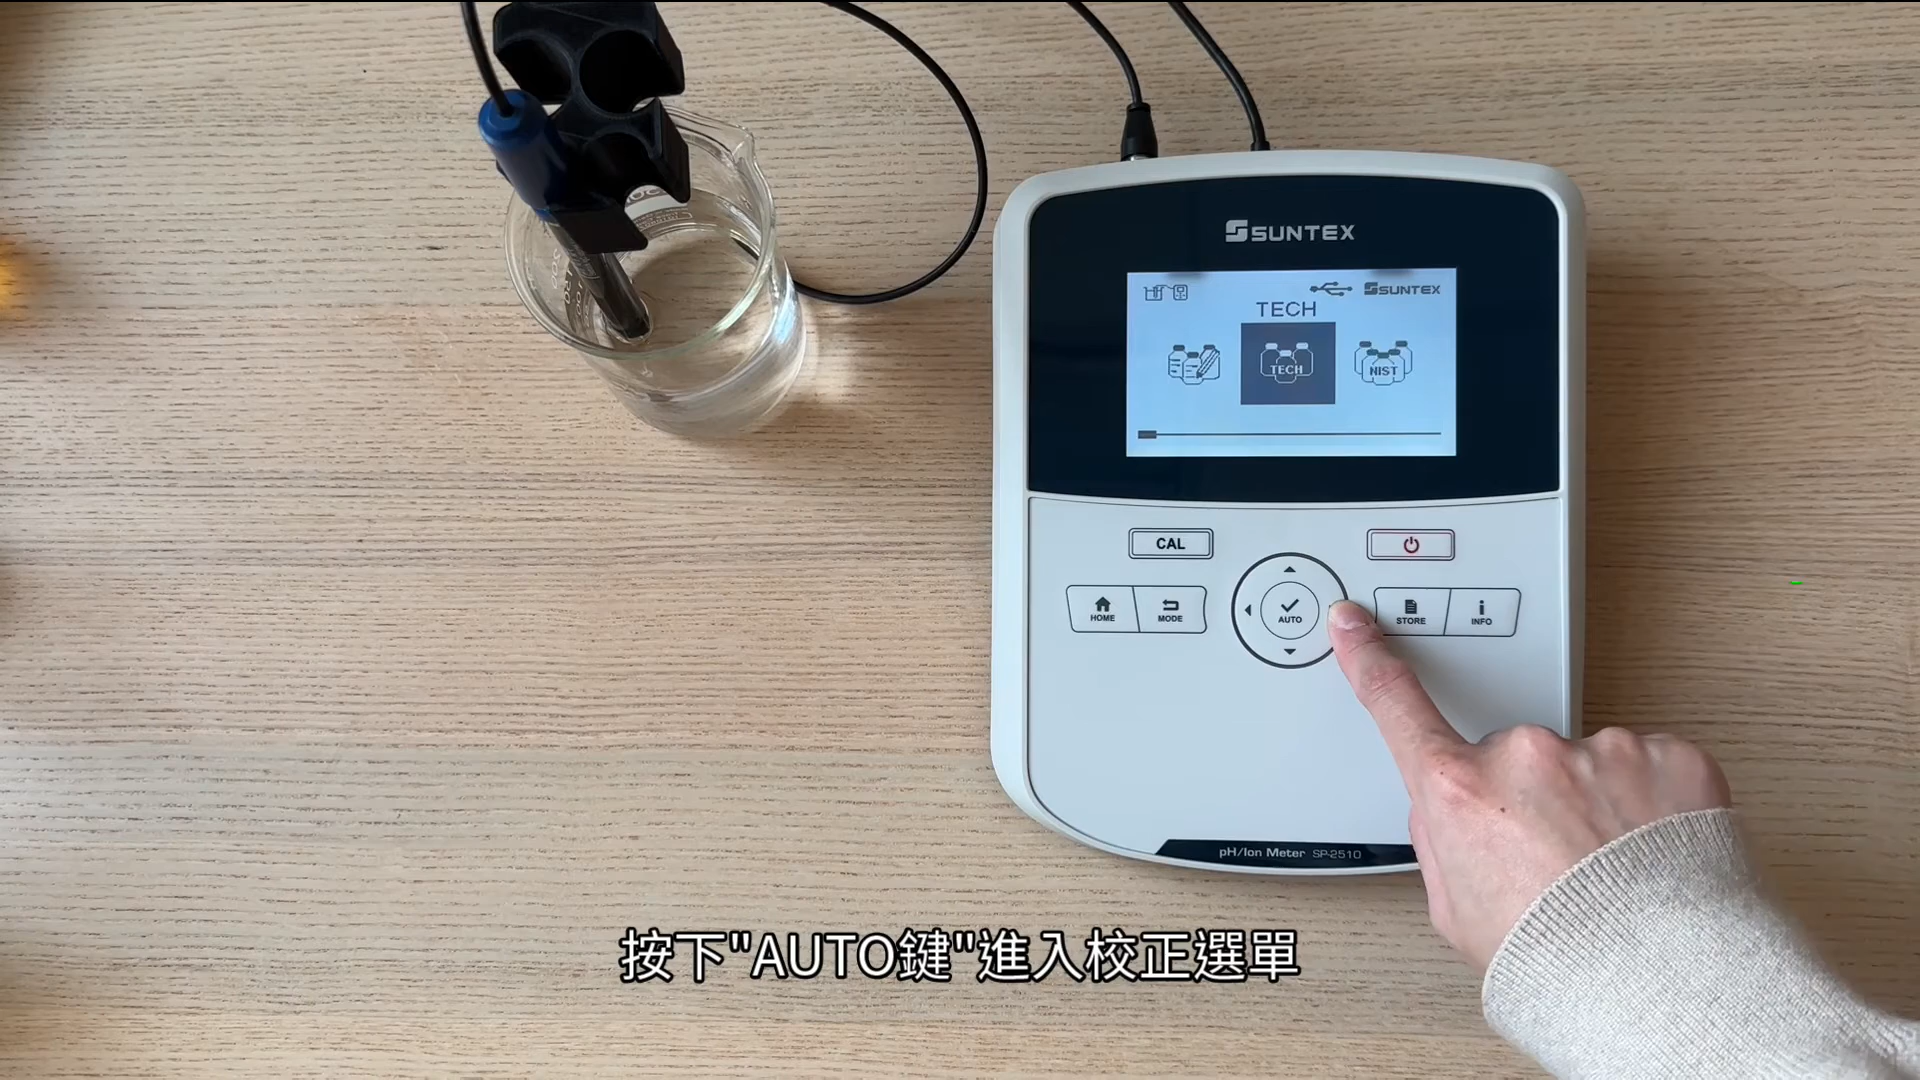 SUNTEX
SUNTEX
TECH
TECH
NIST
CAL
HOME
MODE
AUTO
STORE
INFO
pH/Ion Meter SP-2510
按下"AUTO鍵"進入校正選單